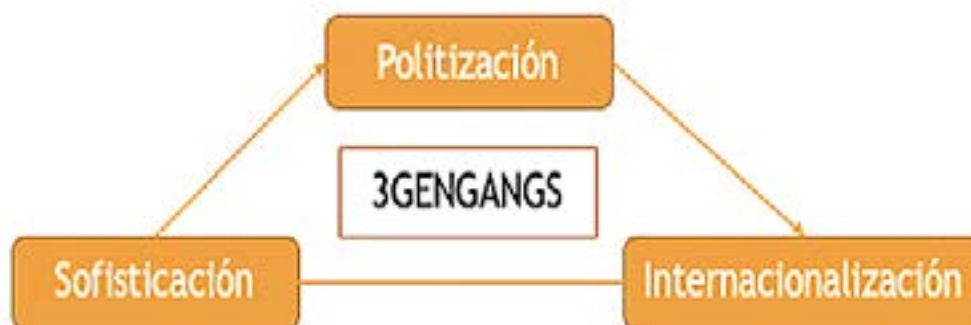 Politización
3GENGANGS
Sofisticación
Internacionalización